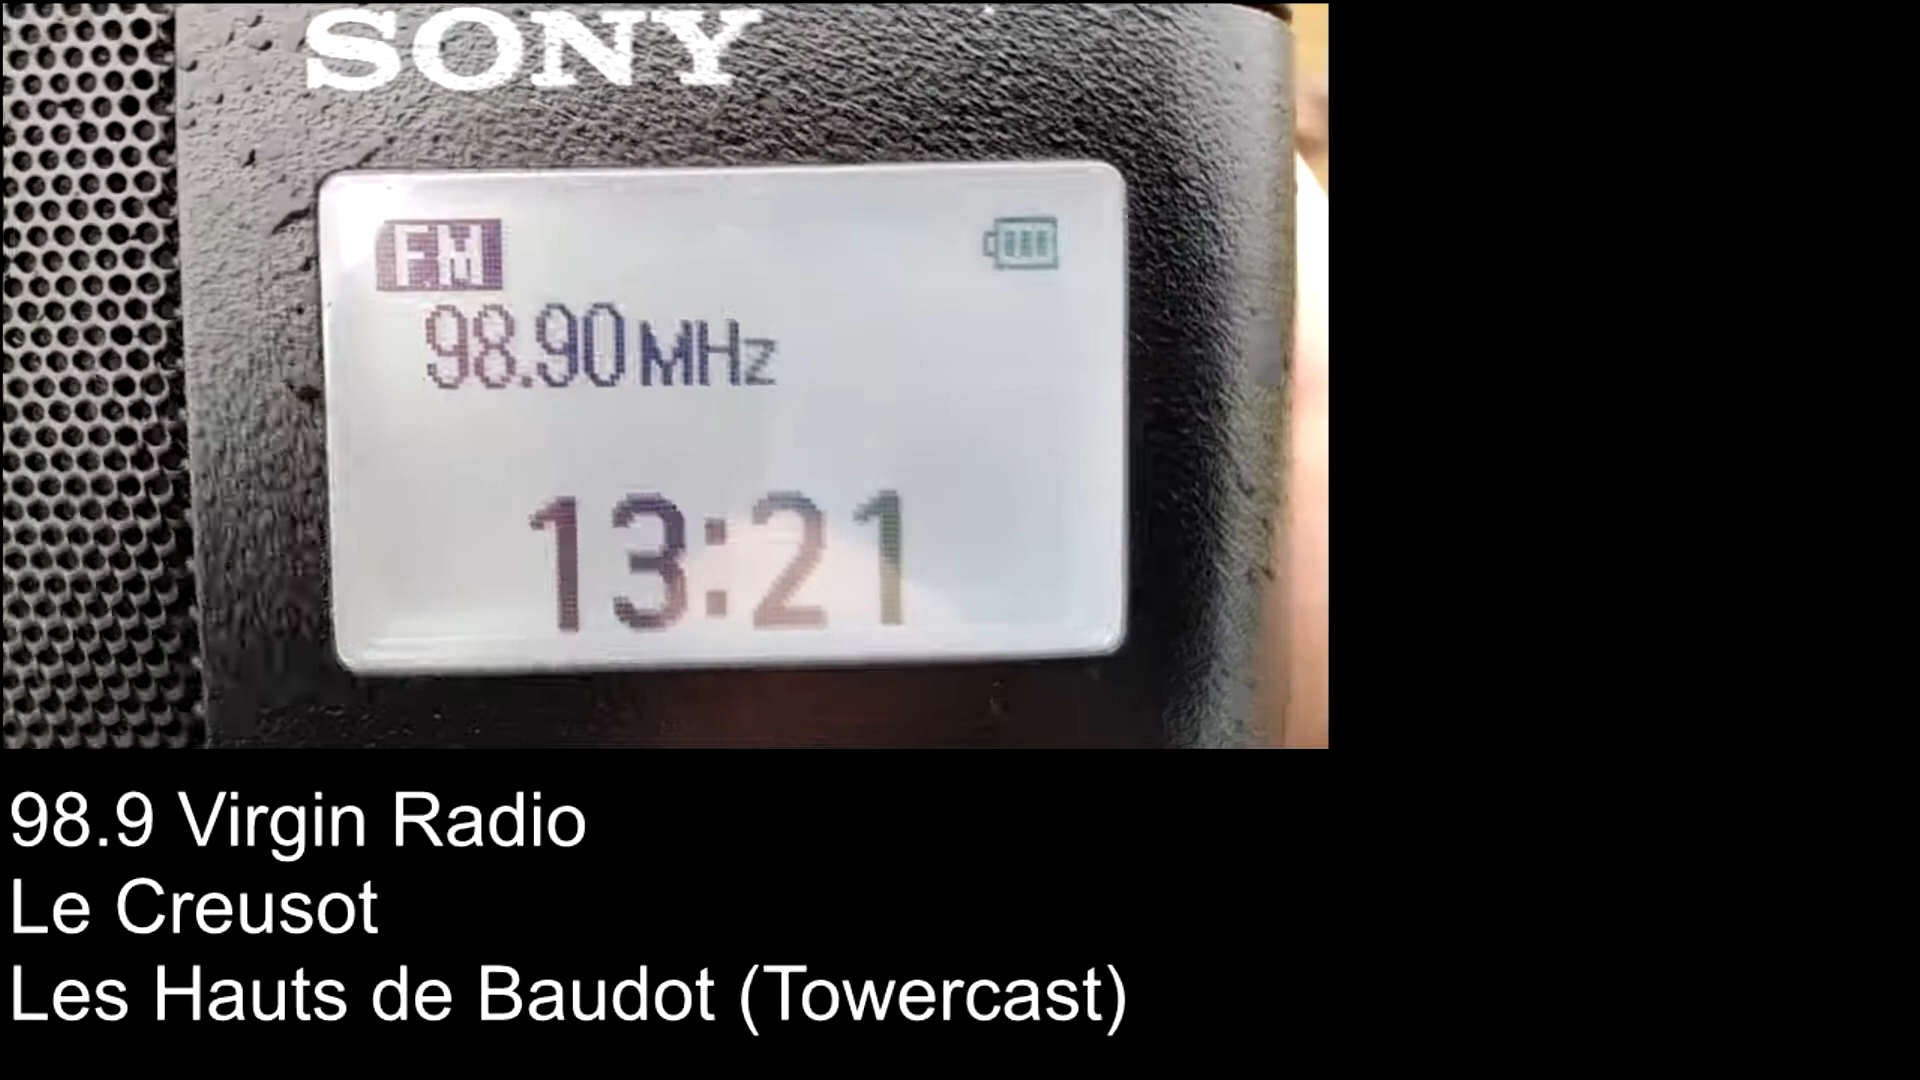 SONY
FM
98.90 MHz
13:21
98.9 Virgin Radio
Le Creusot
Les Hauts de Baudot (Towercast)